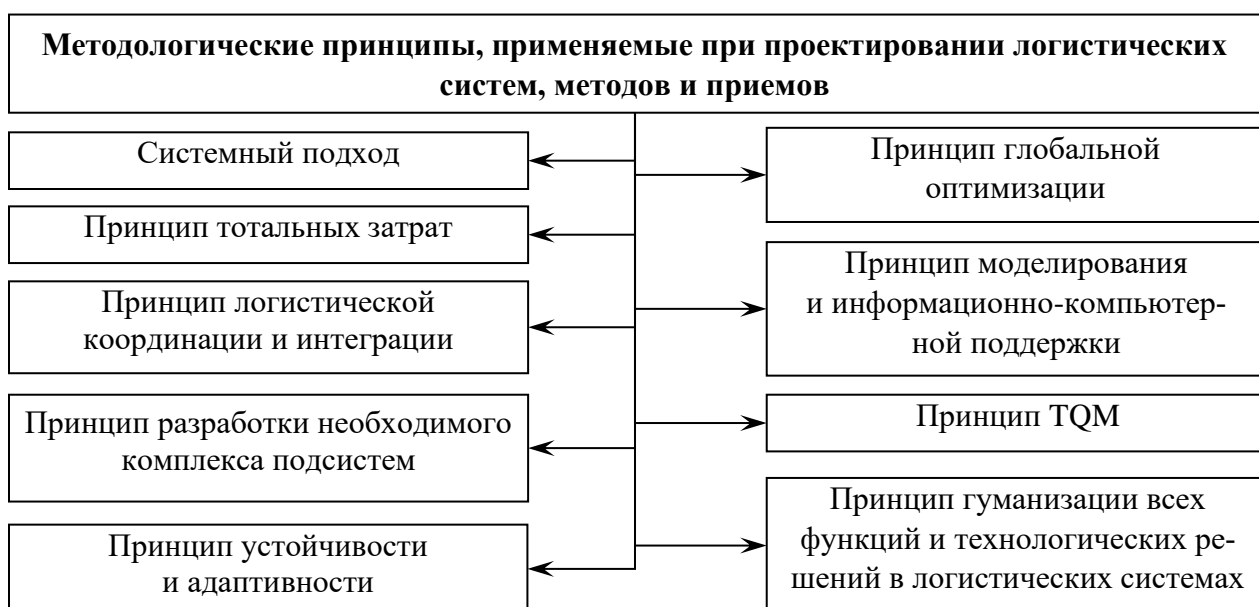 Методологические принципы, применяемые при проектировании логистических
систем, методов и приемов
Системный подход
Принцип тотальных затрат
Принцип логистической
координации и интеграции
Принцип разработки необходимого
комплекса подсистем
Принцип устойчивости
и адаптивности
Принцип глобальной
оптимизации
Принцип моделирования
и информационно-компьютер-
ной поддержки
Принцип TQM
Принцип гуманизации всех
функций и технологических ре-
шений в логистических системах